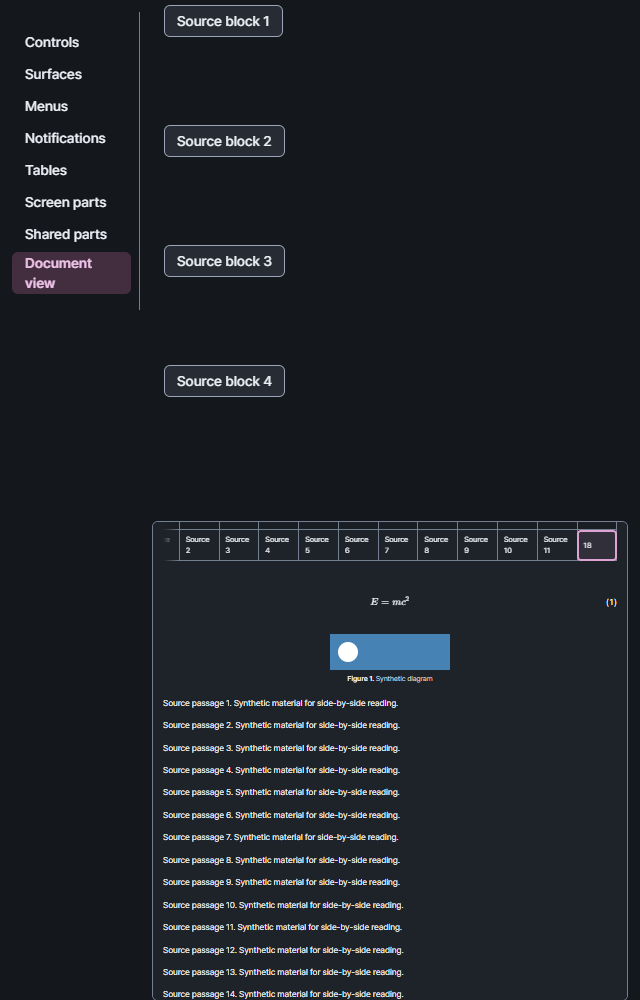 Controls
Surfaces
Menus
Notifications
Tables
Screen parts
Shared parts
Document
view
Source block 1
Source block 2
Source block 3
Source block 4
Source
2
Source
3
Source
4
Source
5
Source
6
Source
7
Source
8
Source
9
Source
10
Source
11
18
E = mc²
(1)
Figure 1. Synthetic diagram
Source passage 1. Synthetic material for side-by-side reading.
Source passage 2. Synthetic material for side-by-side reading.
Source passage 3. Synthetic material for side-by-side reading.
Source passage 4. Synthetic material for side-by-side reading.
Source passage 5. Synthetic material for side-by-side reading.
Source passage 6. Synthetic material for side-by-side reading.
Source passage 7. Synthetic material for side-by-side reading.
Source passage 8. Synthetic material for side-by-side reading.
Source passage 9. Synthetic material for side-by-side reading.
Source passage 10. Synthetic material for side-by-side reading.
Source passage 11. Synthetic material for side-by-side reading.
Source passage 12. Synthetic material for side-by-side reading.
Source passage 13. Synthetic material for side-by-side reading.
Source passage 14. Synthetic material for side-by-side reading.